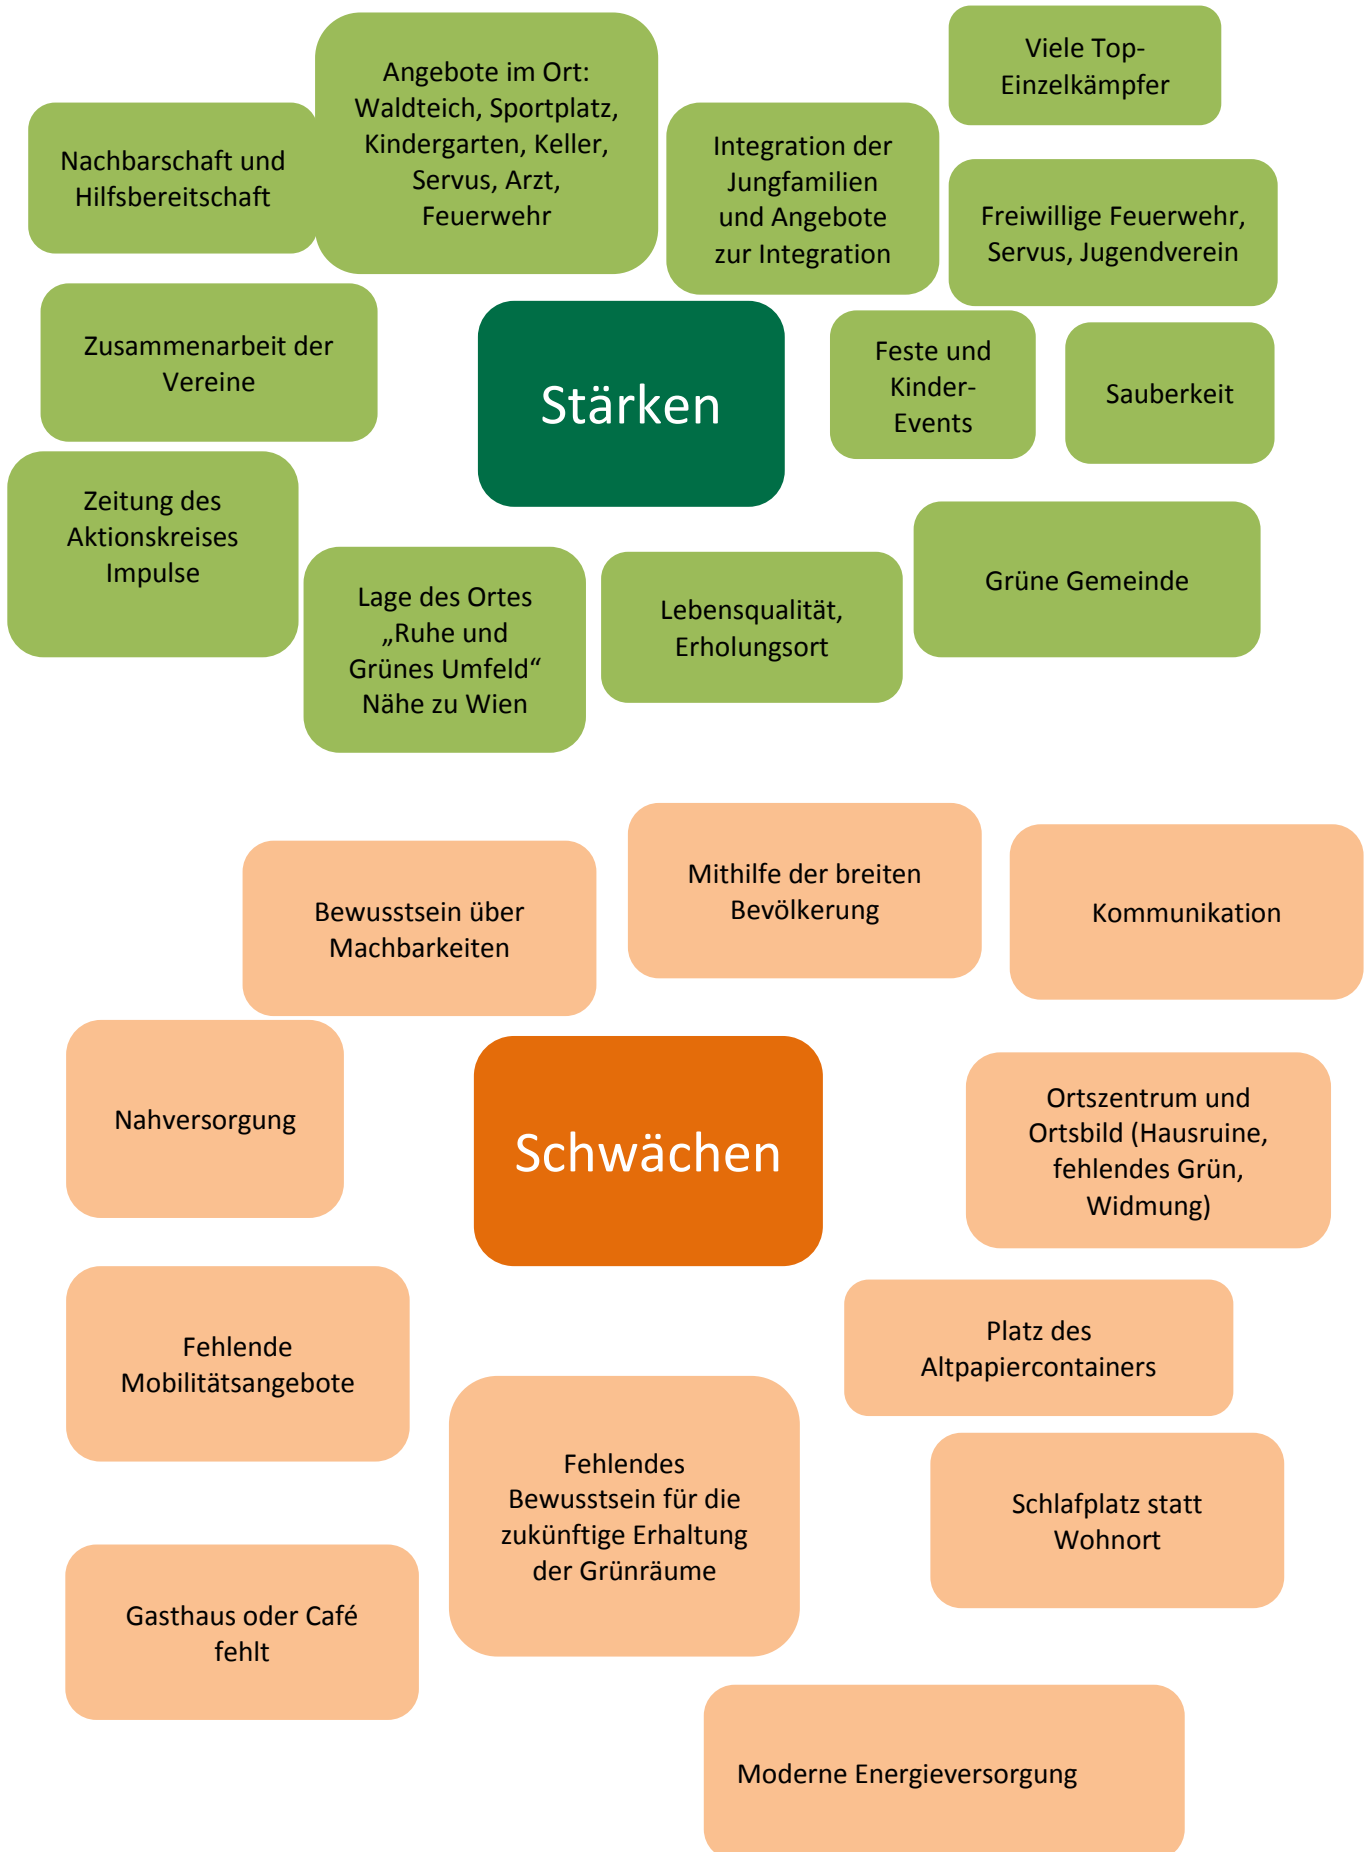 Viele Top-
Einzelkämpfer
Angebote im Ort:
Waldteich, Sportplatz,
Kindergarten, Keller,
Servus, Arzt,
Feuerwehr
Nachbarschaft und
Hilfsbereitschaft
Integration der
Jungfamilien
und Angebote
zur Integration
Freiwillige Feuerwehr,
Servus, Jugendverein
Zusammenarbeit der
Vereine
Stärken
Feste und
Kinder-
Events
Sauberkeit
Zeitung des
Aktionskreises
Impulse
Lage des Ortes
„Ruhe und
Grünes Umfeld“
Nähe zu Wien
Lebensqualität,
Erholungsort
Grüne Gemeinde
Bewusstsein über
Machbarkeiten
Mithilfe der breiten
Bevölkerung
Kommunikation
Nahversorgung
Schwächen
Ortszentrum und
Ortsbild (Hausruine,
fehlendes Grün,
Widmung)
Fehlende
Mobilitätsangebote
Platz des
Altpapiercontainers
Fehlendes
Bewusstsein für die
zukünftige Erhaltung
der Grünräume
Schlafplatz statt
Wohnort
Gasthaus oder Café
fehlt
Moderne Energieversorgung